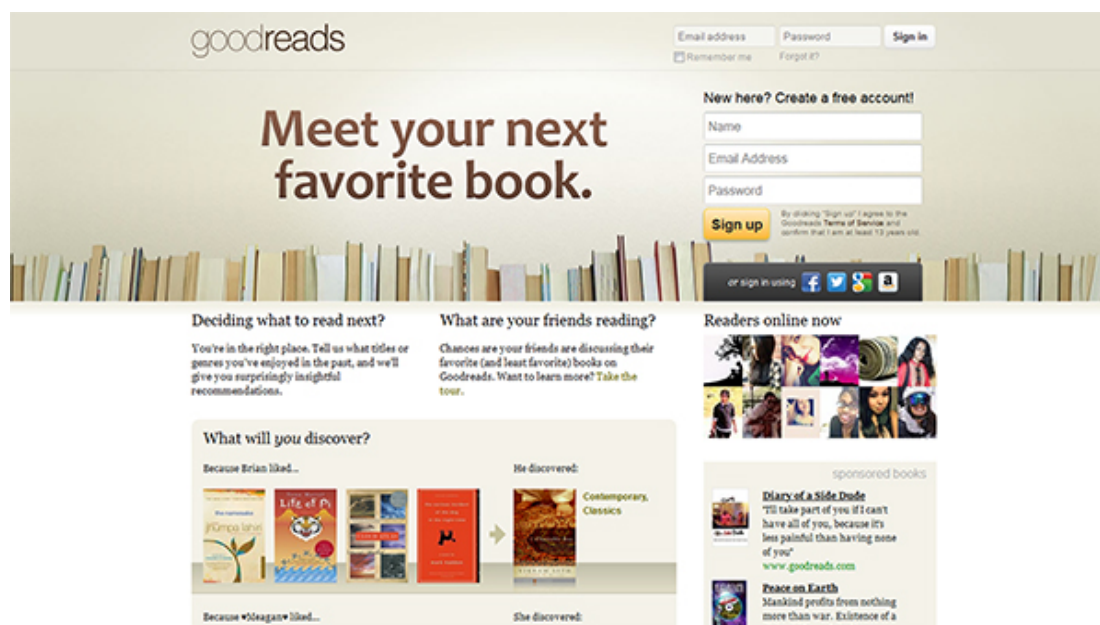 goodreads
Email address
Password
Sign in
Remember me
Forgot it?
Meet your next
favorite book.
New here? Create a free account!
Name
Email Address
Password
Sign up
By clicking "Sign up" I agree to the
Goodreads Terms of Service and
confirm that I am at least 13 years old.
or sign in using
Deciding what to read next?
You're in the right place. Tell us what titles or
genres you've enjoyed in the past, and we'll
give you surprisingly insightful
recommendations.
What are your friends reading?
Chances are your friends are discussing their
favorite (and least favorite) books on
Goodreads. Want to learn more? Take the
tour.
Readers online now
What will you discover?
Because Brian liked...
He discovered:
jhumpa lahiri
Life of Pi
Contemporary,
Classics
Because ♥Meagan♥ liked...
She discovered:
sponsored books
Diary of a Side Dude
"I'll take part of you if I can't
have all of you, because it's
less painful than having none
of you"
www.goodreads.com
Peace on Earth
Mankind profits from nothing
more than war. Existence of a